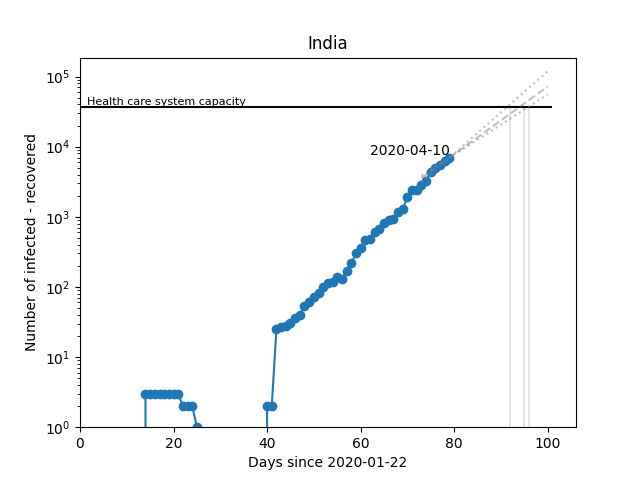 India
Number of infected - recovered
10^5
10^4
10^3
10^2
10^1
10^0
Health care system capacity
2020-04-10
0 20 40 60 80 100
Days since 2020-01-22